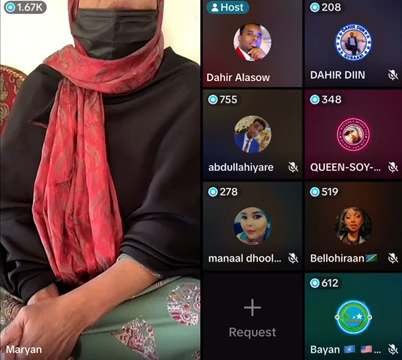 1.67K
Maryan
Host
Dahir Alasow
208
DAHIR DIIN
755
abdullahiyare
348
QUEEN-SOY-...
278
manaal dhool...
519
Bellohiraan
Request
612
Bayan